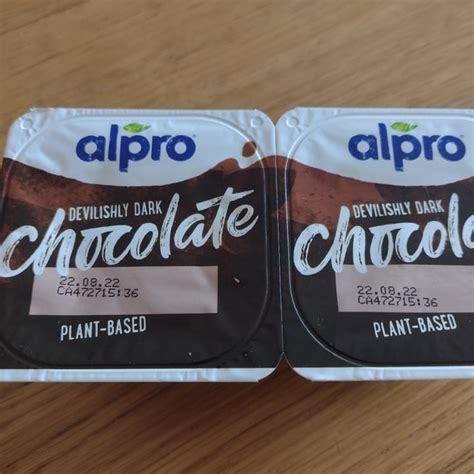 alpro
DEVILISHLY DARK
chocolate
22.08.22
CA472715:36
PLANT-BASED
alpro
DEVILISHLY DARK
chocol
22.08.22
CA472715:36
PLANT-BASED